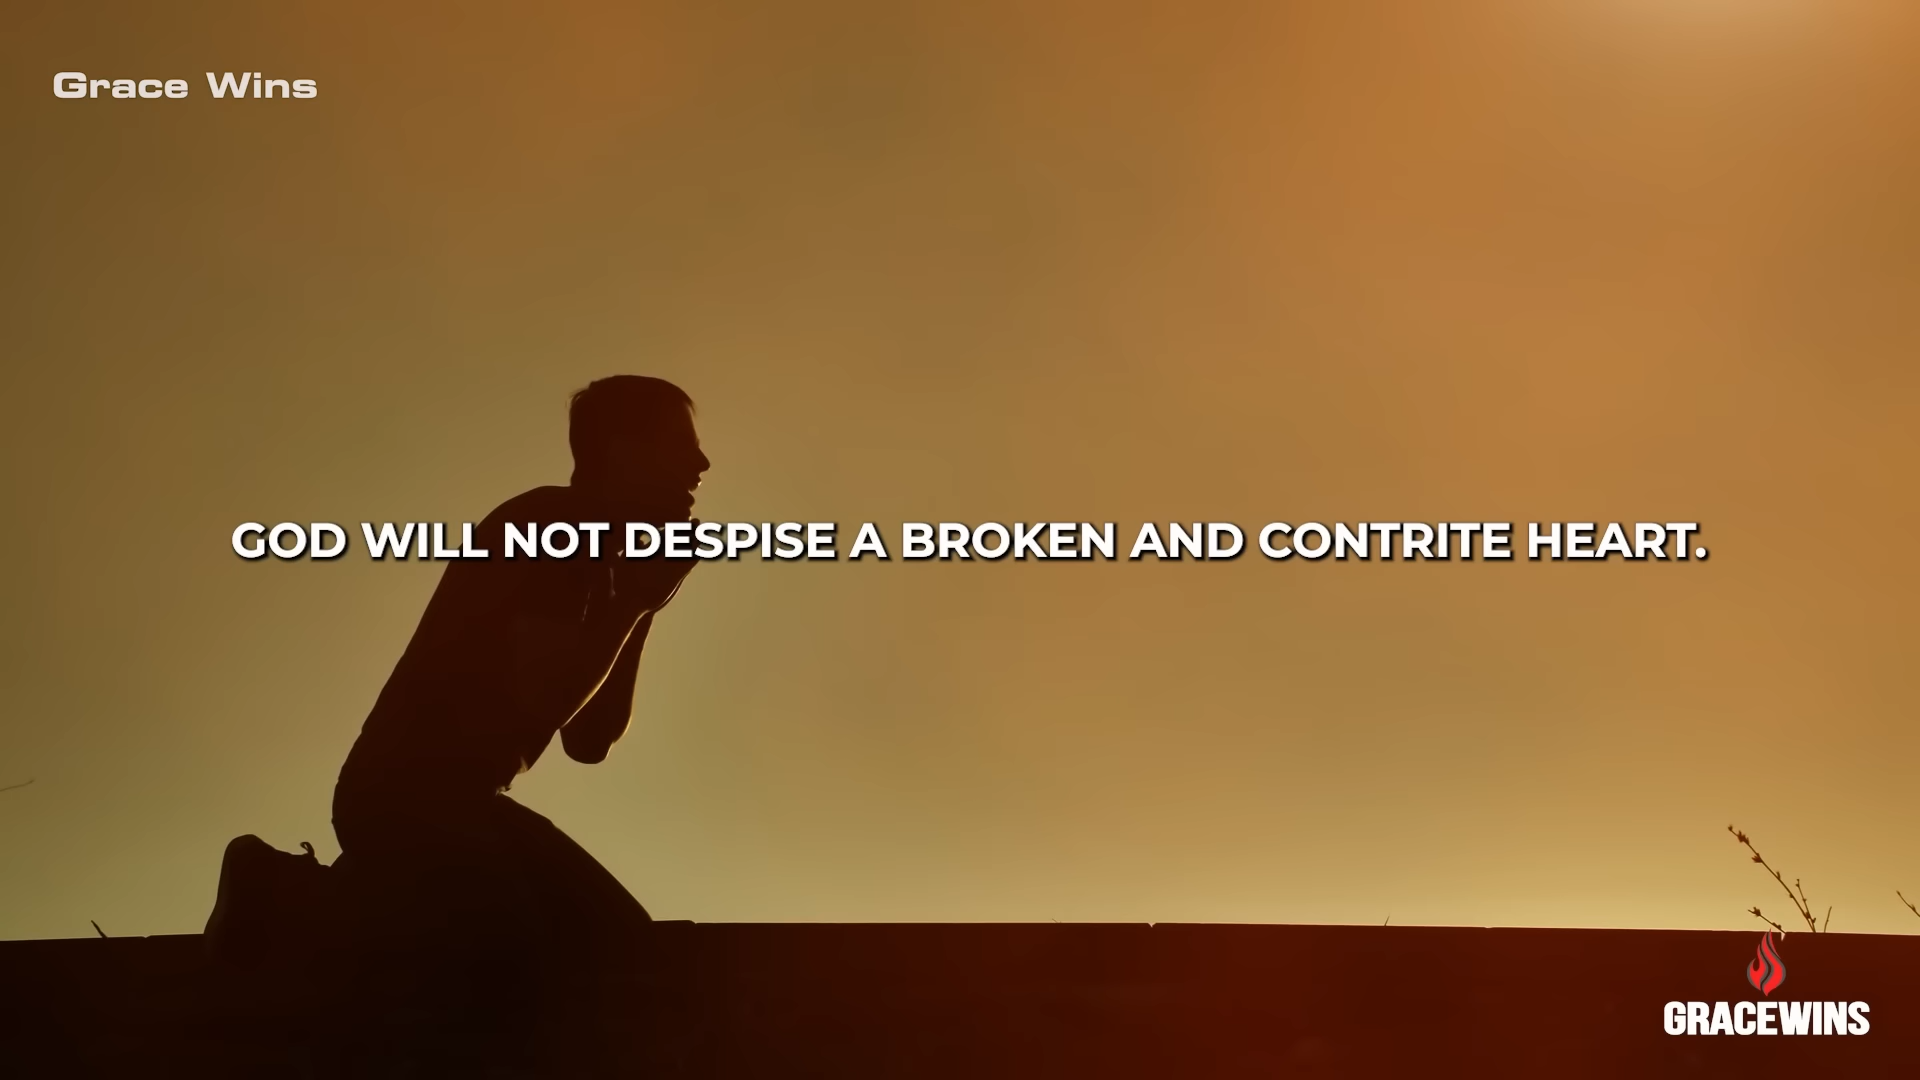 Grace Wins
GOD WILL NOT DESPISE A BROKEN AND CONTRITE HEART.
GRACEWINS